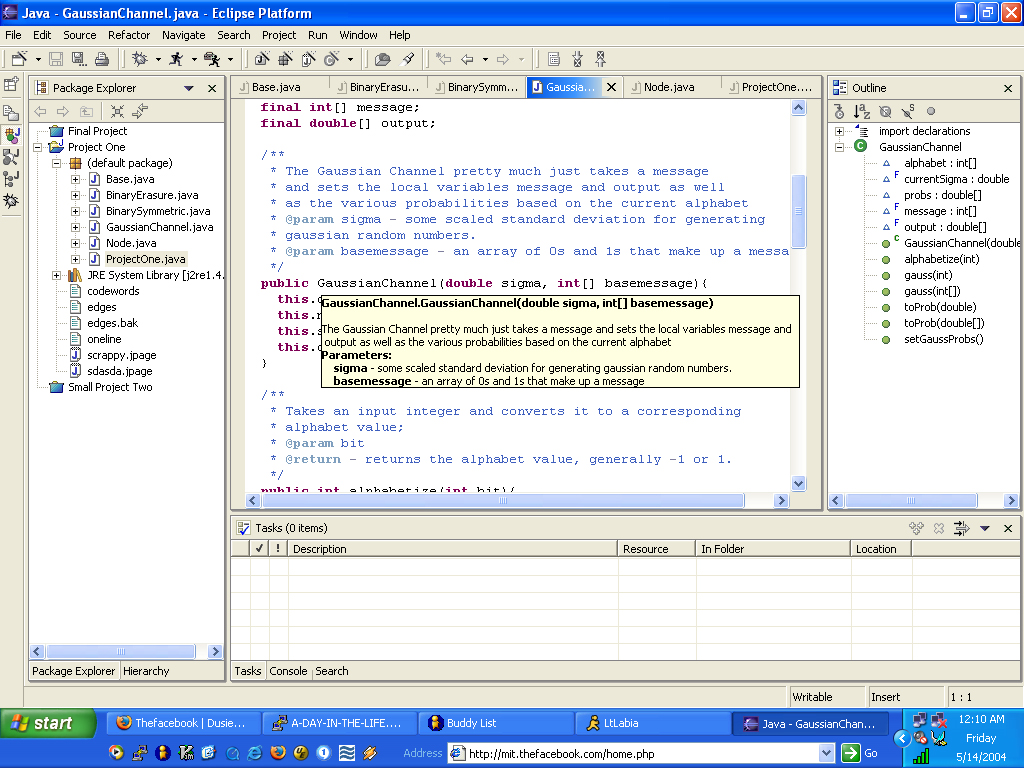 Java - GaussianChannel.java - Eclipse Platform
File Edit Source Refactor Navigate Search Project Run Window Help
Package Explorer
Final Project
Project One
(default package)
Base.java
BinaryErasure.java
BinarySymmetric.java
GaussianChannel.java
Node.java
ProjectOne.java
JRE System Library [j2re1.4.
codewords
edges
edges.bak
oneline
scrappy.jpage
sdasda.jpage
Small Project Two
Package Explorer Hierarchy
Base.java BinaryErasu... BinarySymm... Gaussia... Node.java ProjectOne....
final int[] message;
final double[] output;
/**
* The Gaussian Channel pretty much just takes a message
* and sets the local variables message and output as well
* as the various probabilities based on the current alphabet
* @param sigma - some scaled standard deviation for generating
* gaussian random numbers.
* @param basemessage - an array of 0s and 1s that make up a messa
*/
public GaussianChannel(double sigma, int[] basemessage){
this.
this.
this.
this.
}
GaussianChannel.GaussianChannel(double sigma, int[] basemessage)
The Gaussian Channel pretty much just takes a message and sets the local variables message and
output as well as the various probabilities based on the current alphabet
Parameters:
sigma - some scaled standard deviation for generating gaussian random numbers.
basemessage - an array of 0s and 1s that make up a message
/**
* Takes an input integer and converts it to a corresponding
* alphabet value;
* @param bit
* @return - returns the alphabet value, generally -1 or 1.
*/
public int alphabetize(int bit){
Outline
import declarations
GaussianChannel
alphabet : int[]
currentSigma : double
probs : double[]
message : int[]
output : double[]
GaussianChannel(double
alphabetize(int)
gauss(int)
gauss(int[])
toProb(double)
toProb(double[])
setGaussProbs()
Tasks (0 items)
! Description Resource In Folder Location
Tasks Console Search
Writable Insert 1 : 1
start Thefacebook | Dusie... A-DAY-IN-THE-LIFE.... Buddy List LtLabia Java - GaussianChan...
Address http://mit.thefacebook.com/home.php Go
12:10 AM
Friday
5/14/2004